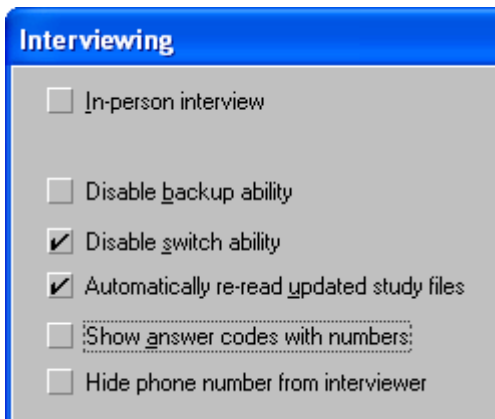 Interviewing
In-person interview
Disable backup ability
Disable switch ability
Automatically re-read updated study files
Show answer codes with numbers
Hide phone number from interviewer